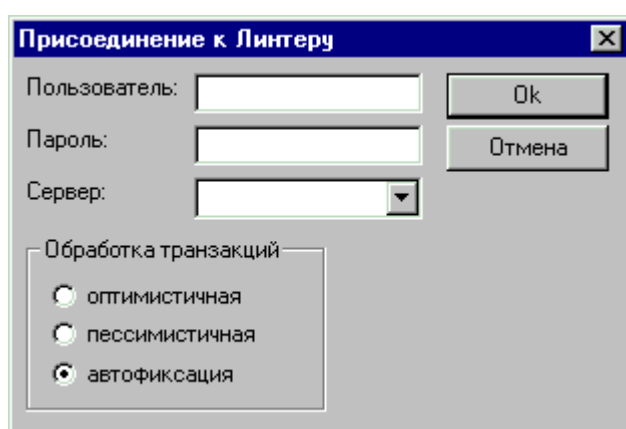 Присоединение к Линтеру
Пользователь:
Ok
Пароль:
Отмена
Сервер:
Обработка транзакций
оптимистичная
пессимистичная
автофиксация